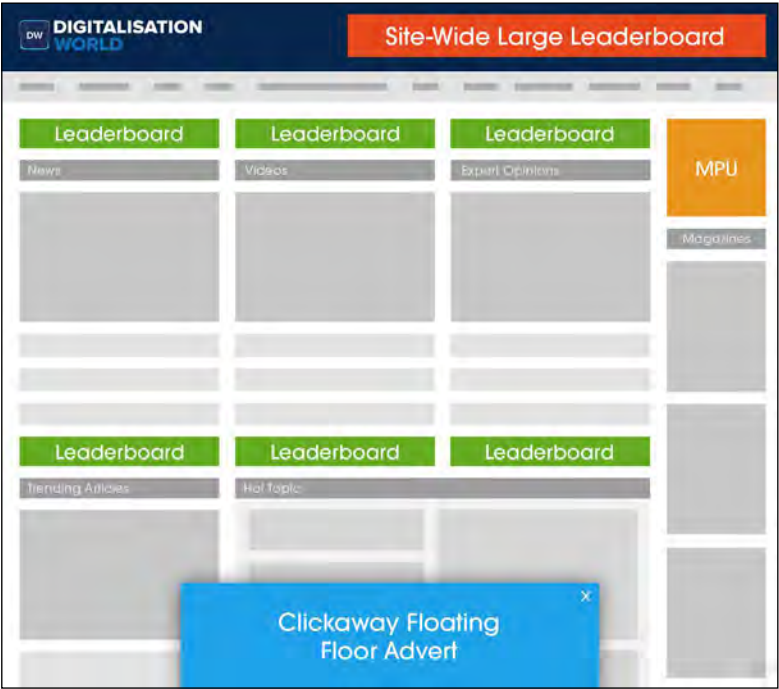 DW DIGITALISATION
WORLD
Site-Wide Large Leaderboard
Leaderboard Leaderboard Leaderboard
MPU
News Videos Expert Opinions
Magazines
Leaderboard Leaderboard Leaderboard
Trending Articles Hot Topic
X
Clickaway Floating
Floor Advert